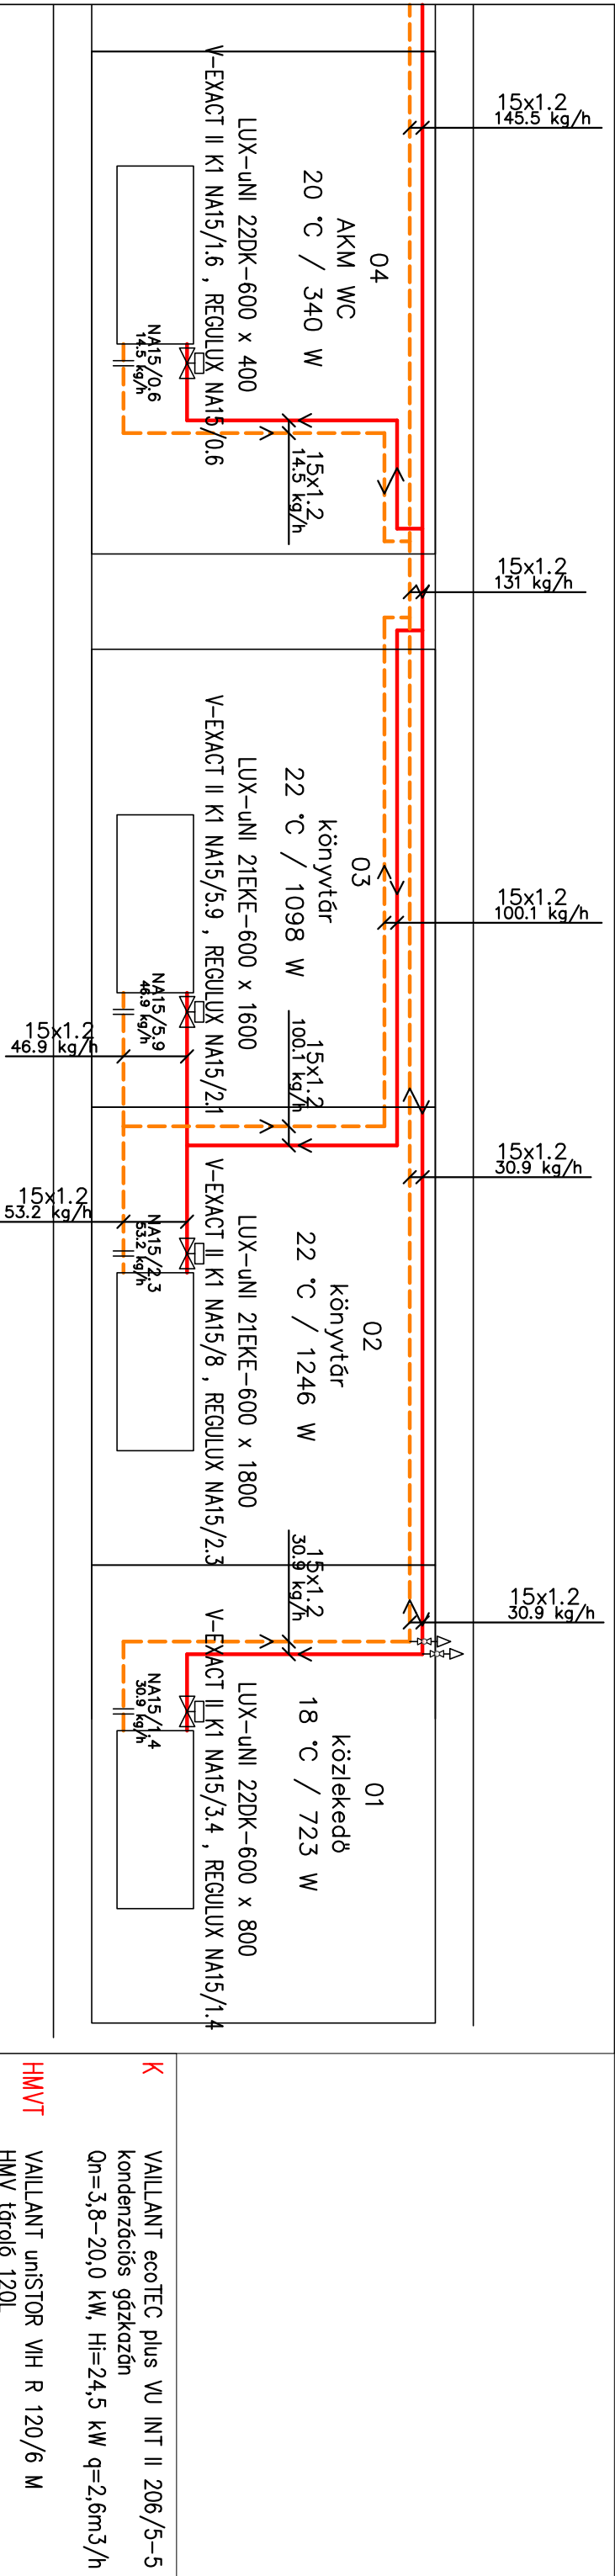 15x1.2
145.5 kg/h
04
AKM WC
20 °C / 340 W
LUX-uNI 22DK-600 x 400
V-EXACT II K1 NA15/1.6 , REGULUX NA15/0.6
NA15/0.6
14.5 kg/h
15x1.2
14.5 kg/h
15x1.2
131 kg/h
03
könyvtár
22 °C / 1098 W
LUX-uNI 21EKE-600 x 1600
V-EXACT II K1 NA15/5.9 , REGULUX NA15/2.1
NA15/5.9
46.9 kg/h
15x1.2
46.9 kg/h
15x1.2
100.1 kg/h
15x1.2
100.1 kg/h
15x1.2
30.9 kg/h
02
könyvtár
22 °C / 1246 W
LUX-uNI 21EKE-600 x 1800
V-EXACT II K1 NA15/8 , REGULUX NA15/2.3
NA15/2,3
53.2 kg/h
15x1.2
53.2 kg/h
15x1.2
30.9 kg/h
15x1.2
30.9 kg/h
01
közlekedő
18 °C / 723 W
LUX-uNI 22DK-600 x 800
V-EXACT II K1 NA15/3.4 , REGULUX NA15/1.4
NA15/1,4
30.9 kg/h
K VAILLANT ecoTEC plus VU INT II 206/5-5
kondenzációs gázkazán
Qn=3,8-20,0 kW, Hi=24,5 kW q=2,6m3/h
HMVT VAILLANT uniSTOR VIH R 120/6 M
HMV tároló 120L